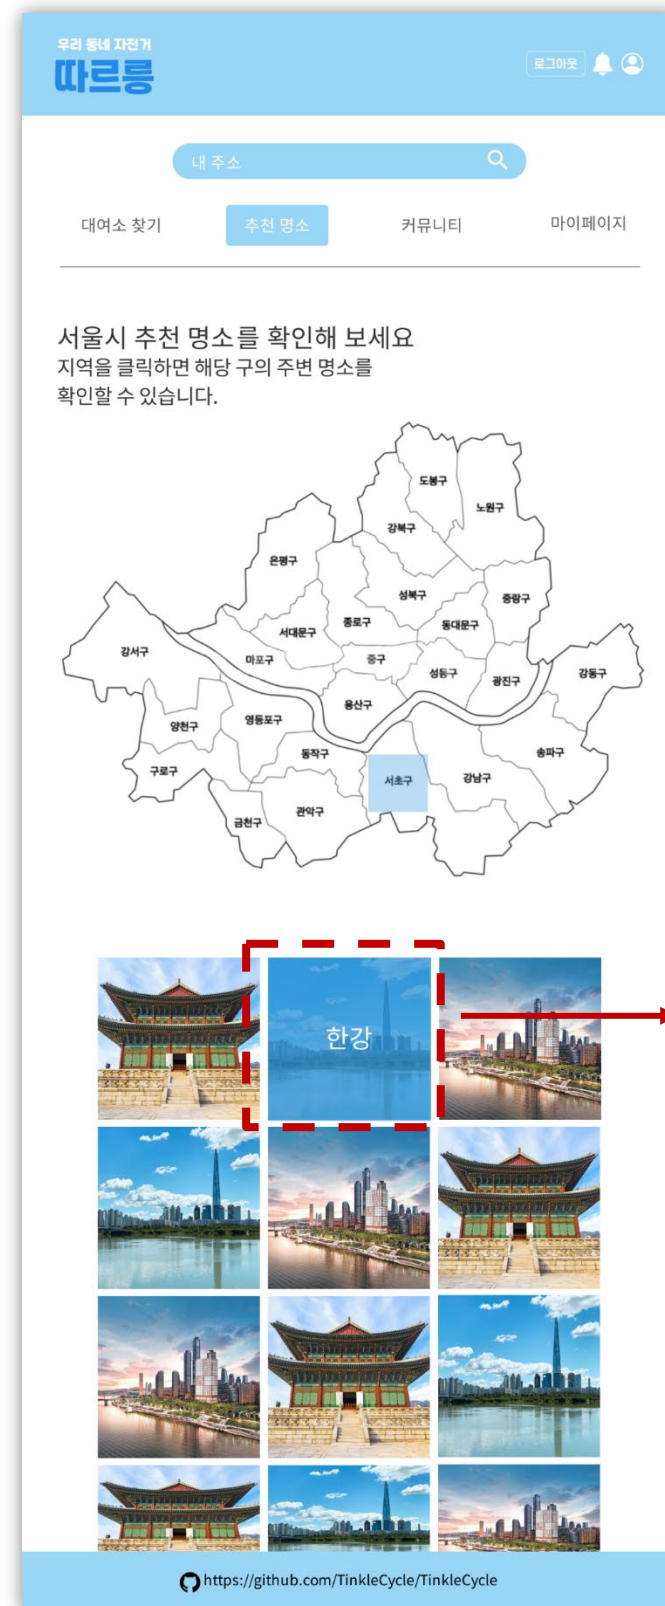 우리 동네 자전거
따르릉
로그아웃
내 주소
대여소 찾기 추천 명소 커뮤니티 마이페이지
서울시 추천 명소를 확인해 보세요
지역을 클릭하면 해당 구의 주변 명소를
확인할 수 있습니다.
도봉구
노원구
강북구
은평구
성북구
중랑구
종로구
동대문구
서대문구
강서구
마포구
중구
성동구
광진구
강동구
용산구
양천구
영등포구
동작구
송파구
구로구
서초구
강남구
관악구
금천구
한강
https://github.com/TinkleCycle/TinkleCycle